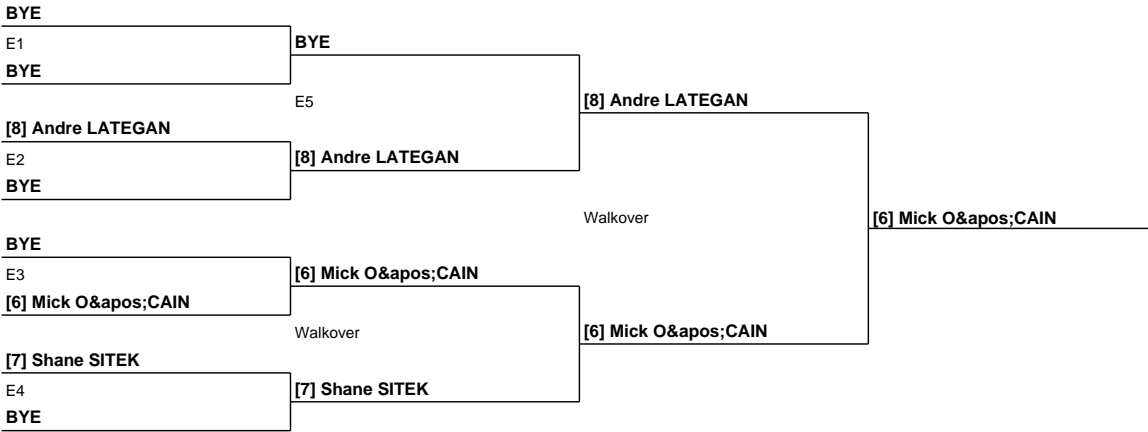 BYE
E1
BYE
BYE
E5
[8] Andre LATEGAN
[8] Andre LATEGAN
E2
[8] Andre LATEGAN
BYE
Walkover
[6] Mick O&apos;CAIN
BYE
E3
[6] Mick O&apos;CAIN
[6] Mick O&apos;CAIN
Walkover
[6] Mick O&apos;CAIN
[7] Shane SITEK
E4
[7] Shane SITEK
BYE